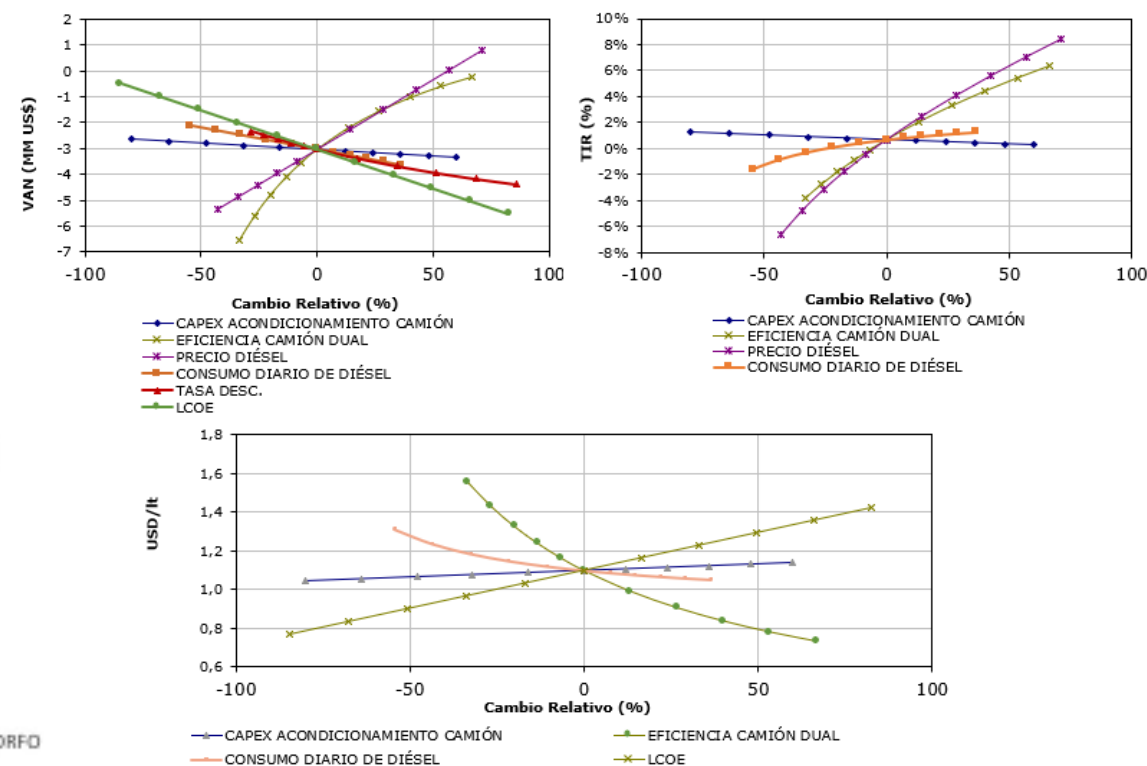 2
1
0
-1
-2
-3
-4
-5
-6
-7
VAN (MM US$)
-100 -50 0 50 100
Cambio Relativo (%)
CAPEX ACONDICIONAMIENTO CAMIÓN
EFICIENCIA CAMIÓN DUAL
PRECIO DIÉSEL
CONSUMO DIARIO DE DIÉSEL
TASA DESC.
LCOE
10%
8%
6%
4%
2%
0%
-2%
-4%
-6%
-8%
TIR (%)
-100 -50 0 50 100
Cambio Relativo (%)
CAPEX ACONDICIONAMIENTO CAMIÓN
EFICIENCIA CAMIÓN DUAL
PRECIO DIÉSEL
CONSUMO DIARIO DE DIÉSEL
1,8
1,6
1,4
1,2
1,0
0,8
0,6
USD/lt
-100 -50 0 50 100
Cambio Relativo (%)
CAPEX ACONDICIONAMIENTO CAMIÓN EFICIENCIA CAMIÓN DUAL
CONSUMO DIARIO DE DIÉSEL LCOE